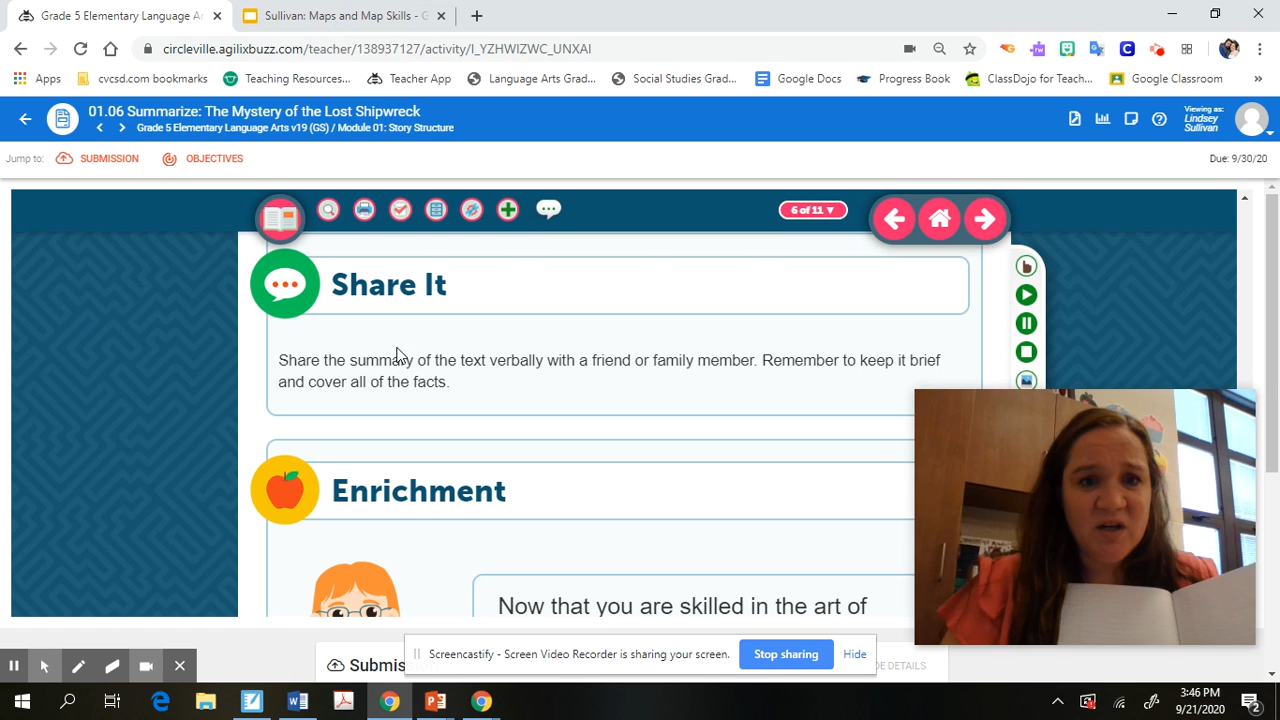 Grade 5 Elementary Language Ar
Sullivan: Maps and Map Skills - G
circleville.agilixbuzz.com/teacher/138937127/activity/I_YZHWIZWC_UNXAI
Apps
cvcsd.com bookmarks
Teaching Resources...
Teacher App
Language Arts Grad...
Social Studies Grad...
Google Docs
Progress Book
ClassDojo for Teach...
Google Classroom
»
01.06 Summarize: The Mystery of the Lost Shipwreck
Grade 5 Elementary Language Arts v19 (GS) / Module 01: Story Structure
Viewing as:
Lindsey
Sullivan
Jump to:
SUBMISSION
OBJECTIVES
Due: 9/30/20
6 of 11 ▼
Share It
Share the summary of the text verbally with a friend or family member. Remember to keep it brief
and cover all of the facts.
Enrichment
Now that you are skilled in the art of
Submis
Screencastify - Screen Video Recorder is sharing your screen.
Stop sharing
Hide
DE DETAILS
3:46 PM
9/21/2020
2